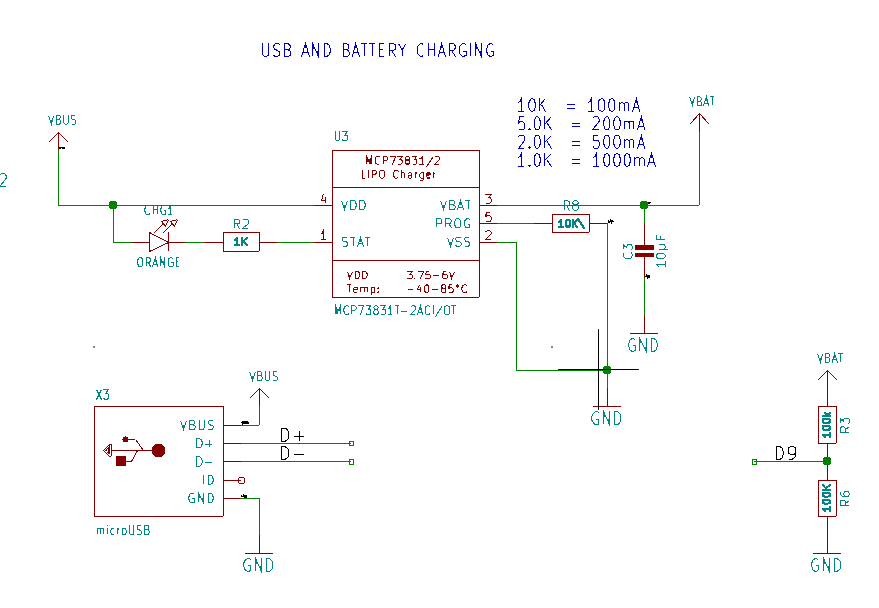 USB AND BATTERY CHARGING
10K = 100mA
5.0K = 200mA
2.0K = 500mA
1.0K = 1000mA
VBAT
VBUS
U3
MCP73831/2
LIPO Charger
2
4
VDD
VBAT
3
R8
CHG1
PROG
5
10K\
R2
1K
1
STAT
VSS
2
C3
10µF
ORANGE
VDD 3.75-6V
Temp: -40-85°C
MCP73831T-2ACI/OT
GND
VBAT
VBUS
X3
GND
100k
R3
VBUS
D+
D+
D-
D-
D9
ID
GND
100K
R6
microUSB
GND
GND